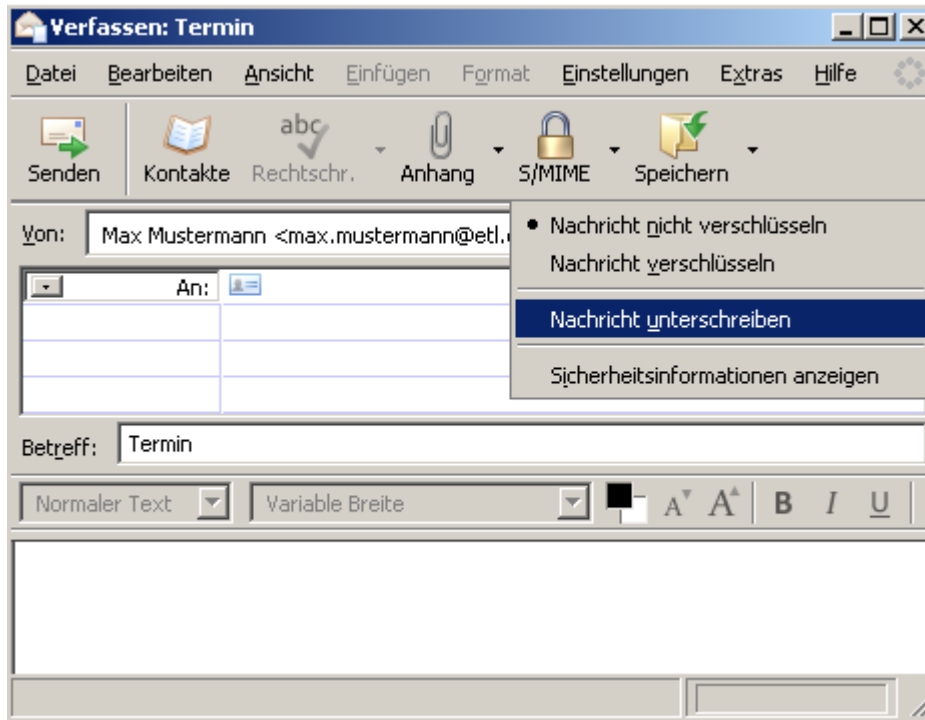 Verfassen: Termin
Datei Bearbeiten Ansicht Einfügen Format Einstellungen Extras Hilfe
abc
Senden Kontakte Rechtschr. Anhang S/MIME Speichern
Von: Max Mustermann <max.mustermann@etl.
Nachricht nicht verschlüsseln
Nachricht verschlüsseln
An:
Nachricht unterschreiben
Sicherheitsinformationen anzeigen
Betreff: Termin
Normaler Text Variable Breite A A B I U